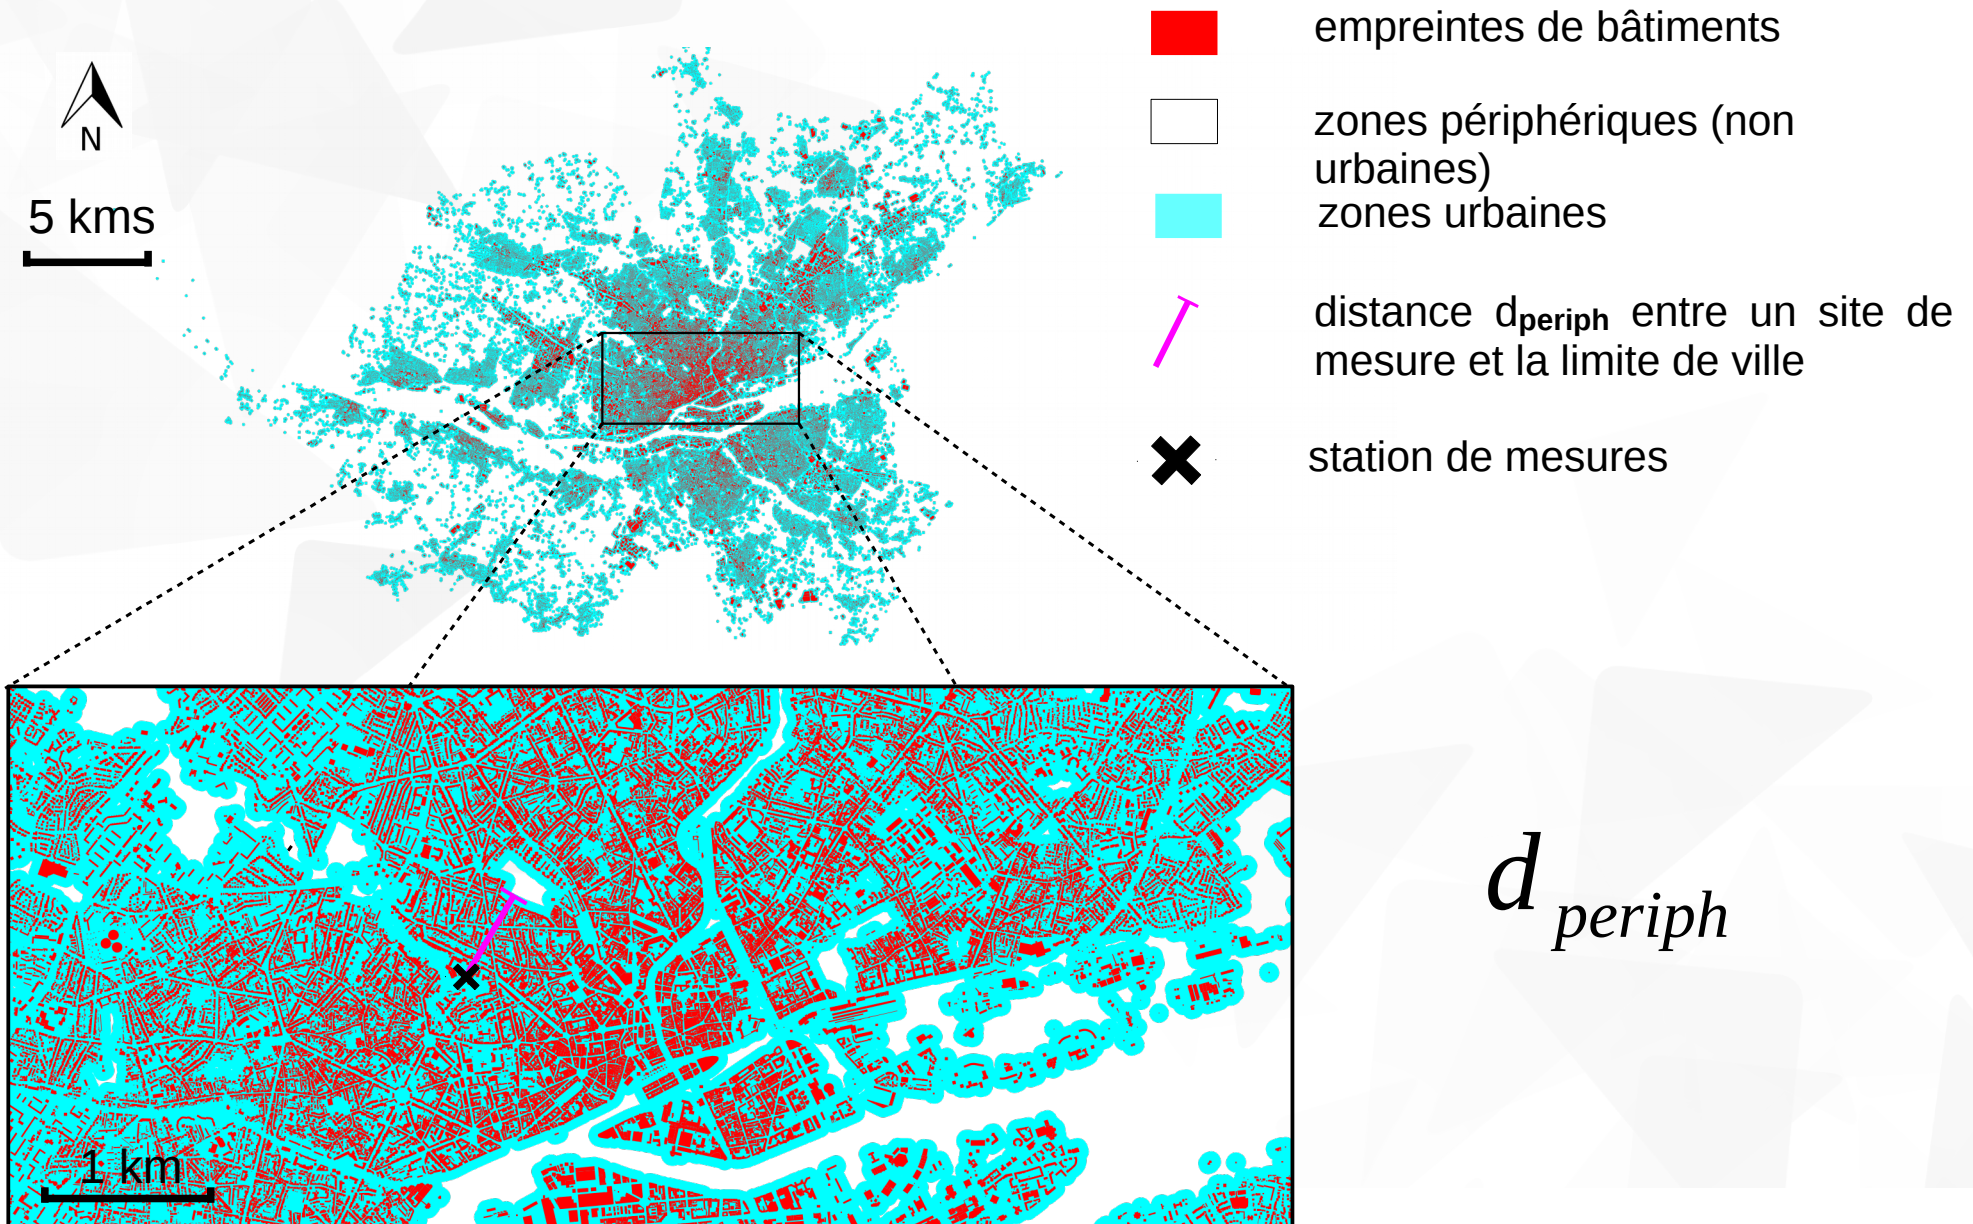 N
5 kms
empreintes de bâtiments
zones périphériques (non
urbaines)
zones urbaines
distance dperiph entre un site de
mesure et la limite de ville
station de mesures
1 km
d periph